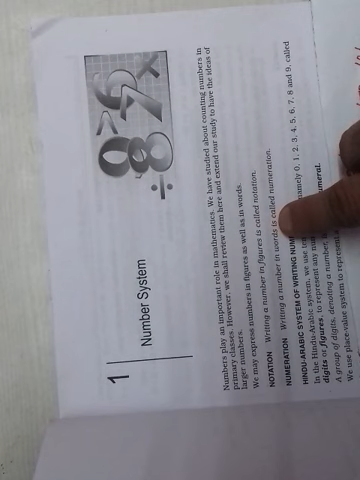 1
Number System
Numbers play an important role in mathematics. We have studied about counting numbers in
primary classes. However, we shall review them here and extend our study to have the ideas of
larger numbers.
We may express numbers in figures as well as in words.
NOTATION Writing a number in figures is called notation.
NUMERATION Writing a number in words is called numeration.
HINDU-ARABIC SYSTEM OF WRITING
In the Hindu-Arabic system, we use namely 0, 1, 2, 3, 4, 5, 6, 7, 8 and 9, called
digits or figures, to represent any
A group of digits, denoting a number, numeral.
We use place-value system to represent